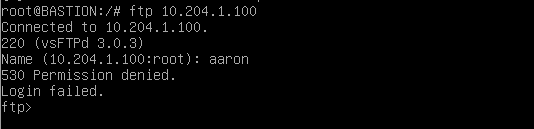 root@BASTION:/# ftp 10.204.1.100
Connected to 10.204.1.100.
220 (vsFTPd 3.0.3)
Name (10.204.1.100:root): aaron
530 Permission denied.
Login failed.
ftp>